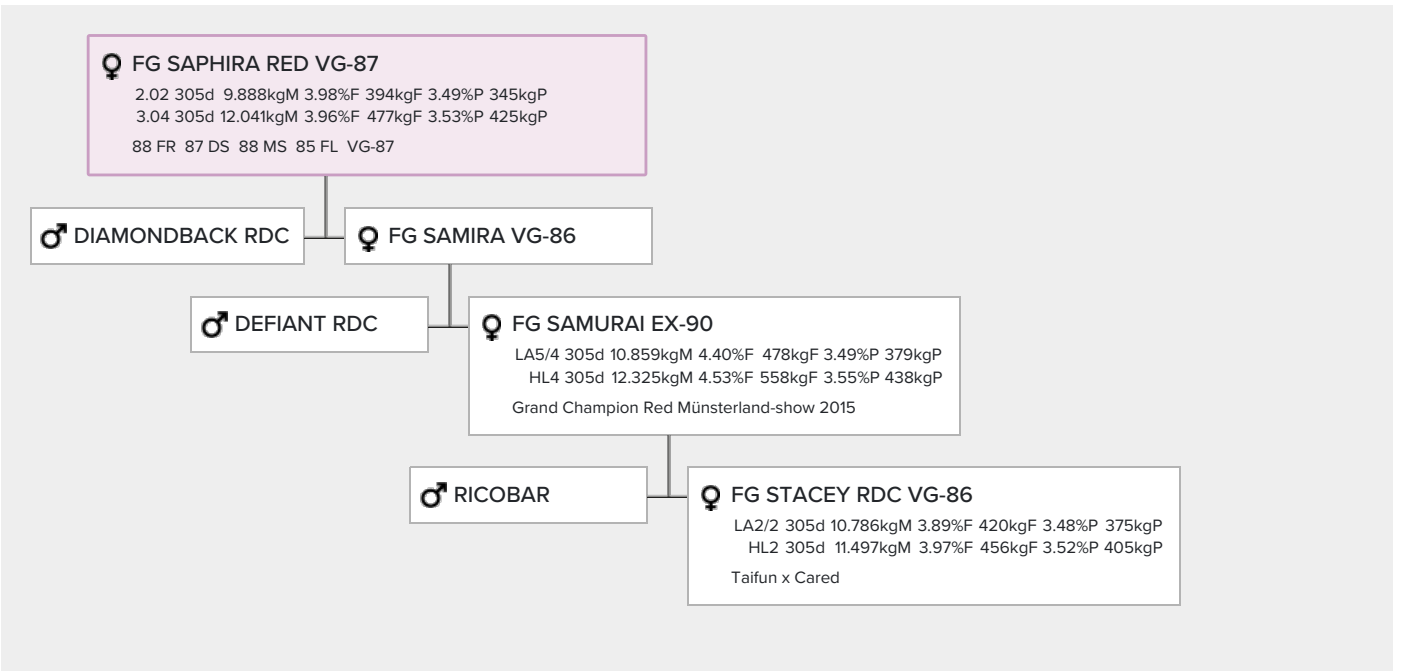 FG SAPHIRA RED VG-87
2.02 305d 9.888kgM 3.98%F 394kgF 3.49%P 345kgP
3.04 305d 12.041kgM 3.96%F 477kgF 3.53%P 425kgP
88 FR 87 DS 88 MS 85 FL VG-87
DIAMONDBACK RDC
FG SAMIRA VG-86
DEFIANT RDC
FG SAMURAI EX-90
LA5/4 305d 10.859kgM 4.40%F 478kgF 3.49%P 379kgP
HL4 305d 12.325kgM 4.53%F 558kgF 3.55%P 438kgP
Grand Champion Red Münsterland-show 2015
RICOBAR
FG STACEY RDC VG-86
LA2/2 305d 10.786kgM 3.89%F 420kgF 3.48%P 375kgP
HL2 305d 11.497kgM 3.97%F 456kgF 3.52%P 405kgP
Taifun x Cared